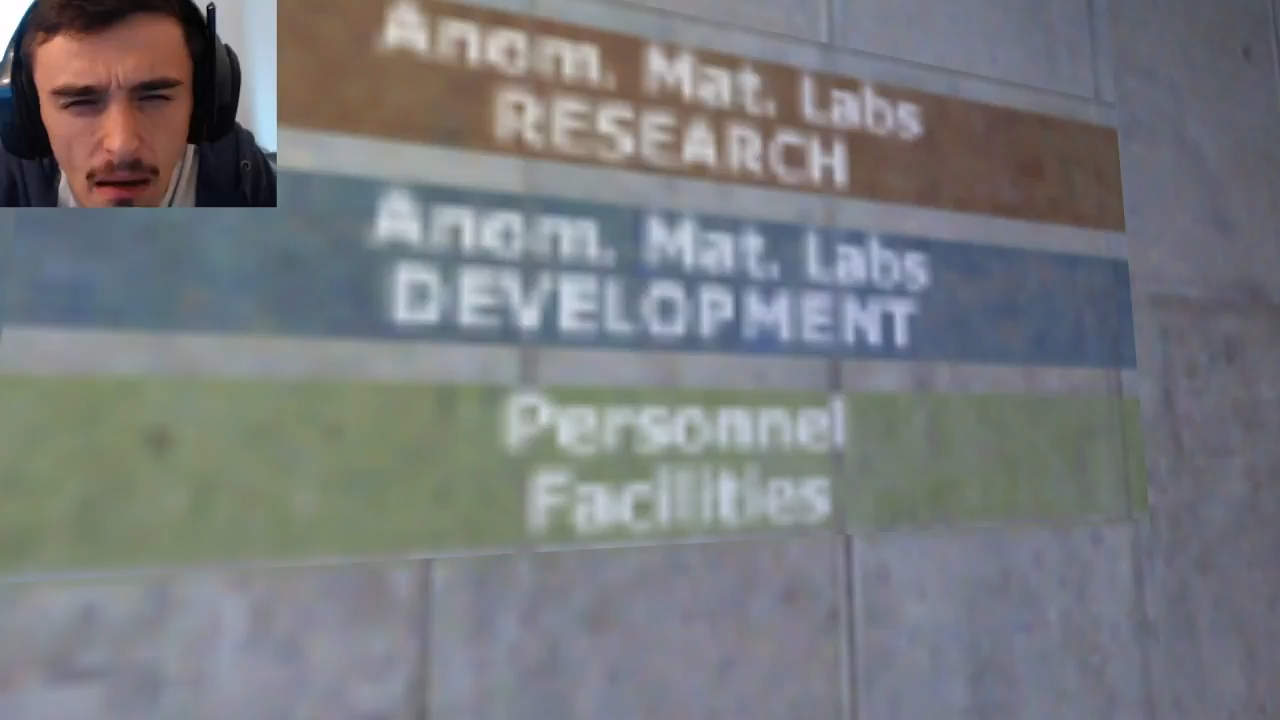 Anom. Mat. Labs
RESEARCH
Anom. Mat. Labs
DEVELOPMENT
Personnel
Facilities